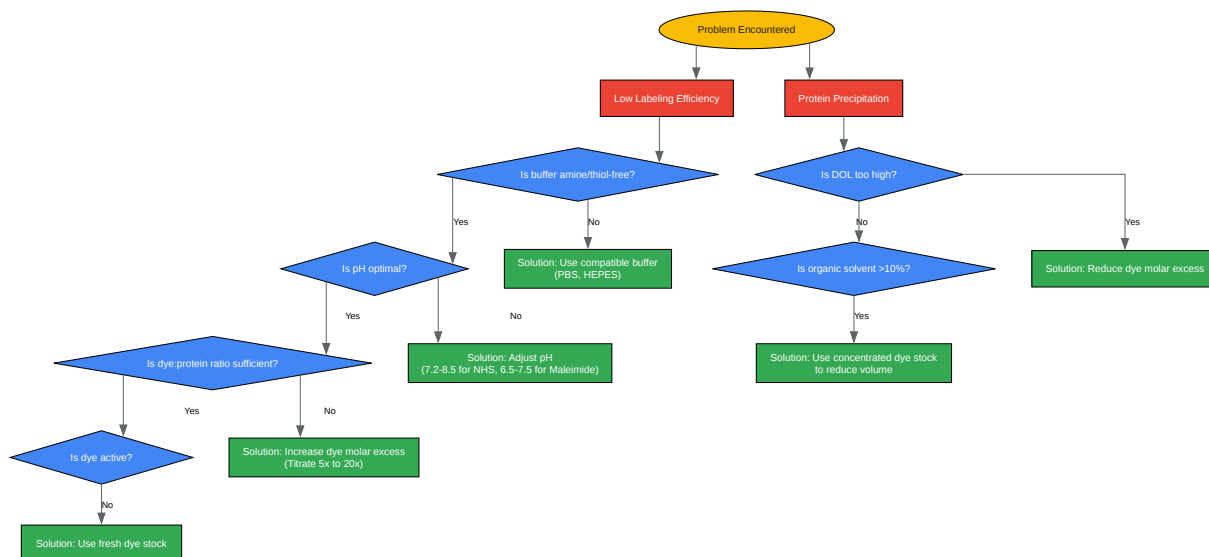 Problem Encountered
Low Labeling Efficiency
Protein Precipitation
Is buffer amine/thiol-free?
Is DOL too high?
Yes
No
No
Yes
Is pH optimal?
Solution: Use compatible buffer
(PBS, HEPES)
Is organic solvent >10%?
Solution: Reduce dye molar excess
Yes
No
Yes
Is dye:protein ratio sufficient?
Solution: Adjust pH
(7.2-8.5 for NHS, 6.5-7.5 for Maleimide)
Solution: Use concentrated dye stock
to reduce volume
Yes
No
Is dye active?
Solution: Increase dye molar excess
(Titrate 5x to 20x)
No
Solution: Use fresh dye stock